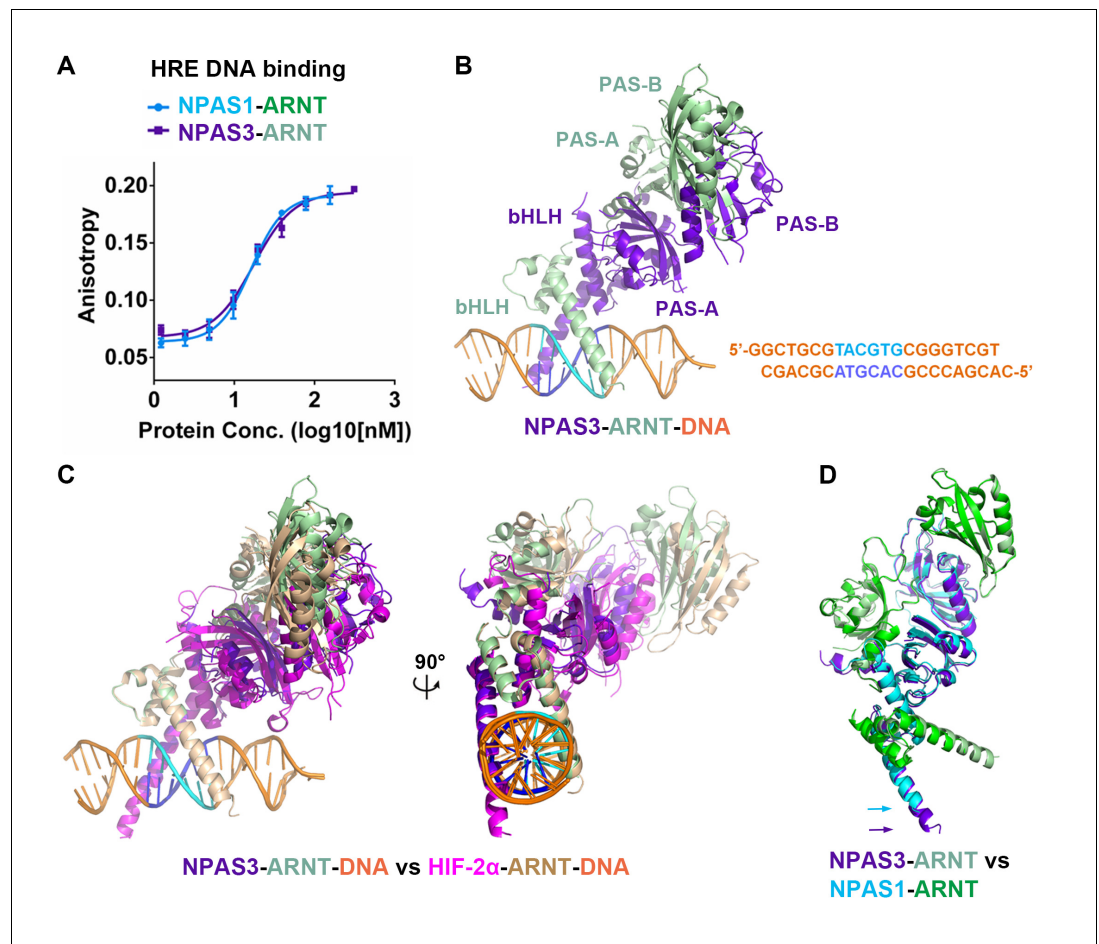 A
HRE DNA binding
NPAS1-ARNT
NPAS3-ARNT
Anisotropy
0.20
0.15
0.10
0.05
0 1 2 3
Protein Conc. (log10[nM])
B
PAS-B
PAS-A
bHLH
PAS-B
bHLH
PAS-A
5’-GGCTGCGTACGTGCGGGTCGT
CGACGCATGCACGCCCAGCAC-5’
NPAS3-ARNT-DNA
C
90°
NPAS3-ARNT-DNA vs HIF-2α-ARNT-DNA
D
NPAS3-ARNT vs
NPAS1-ARNT